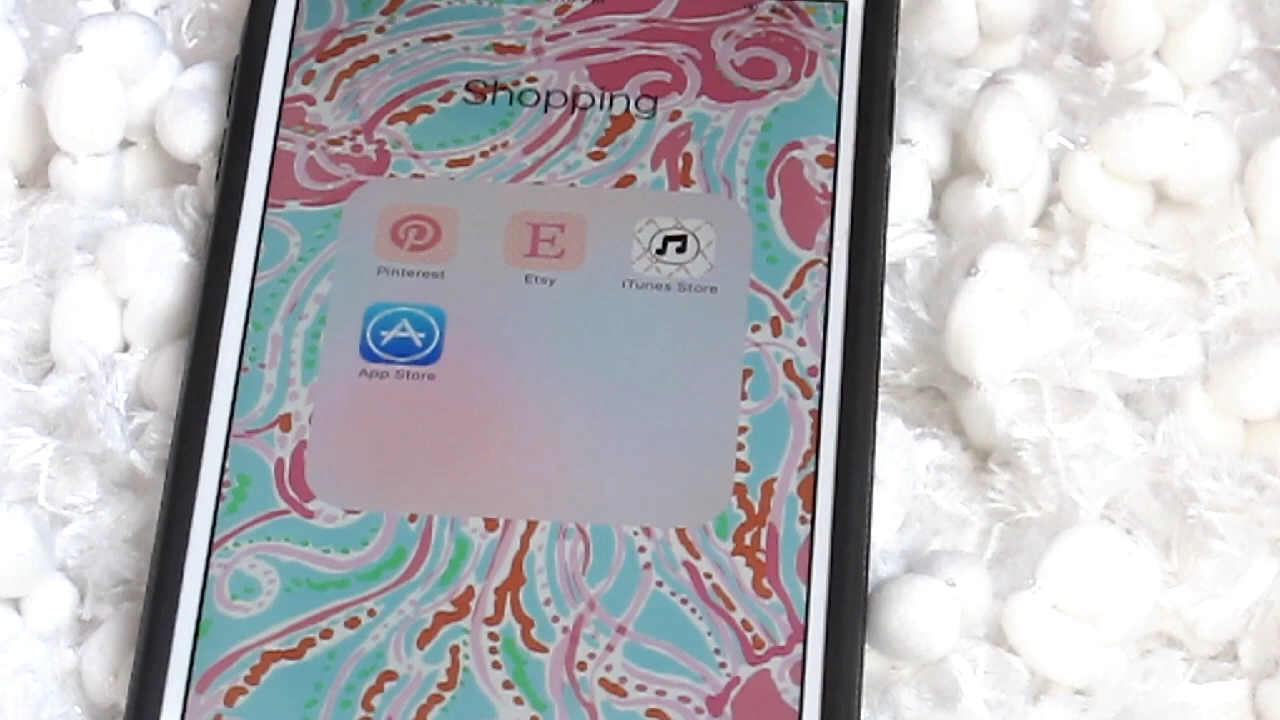 Shopping
Pinterest
E
Etsy
iTunes Store
App Store